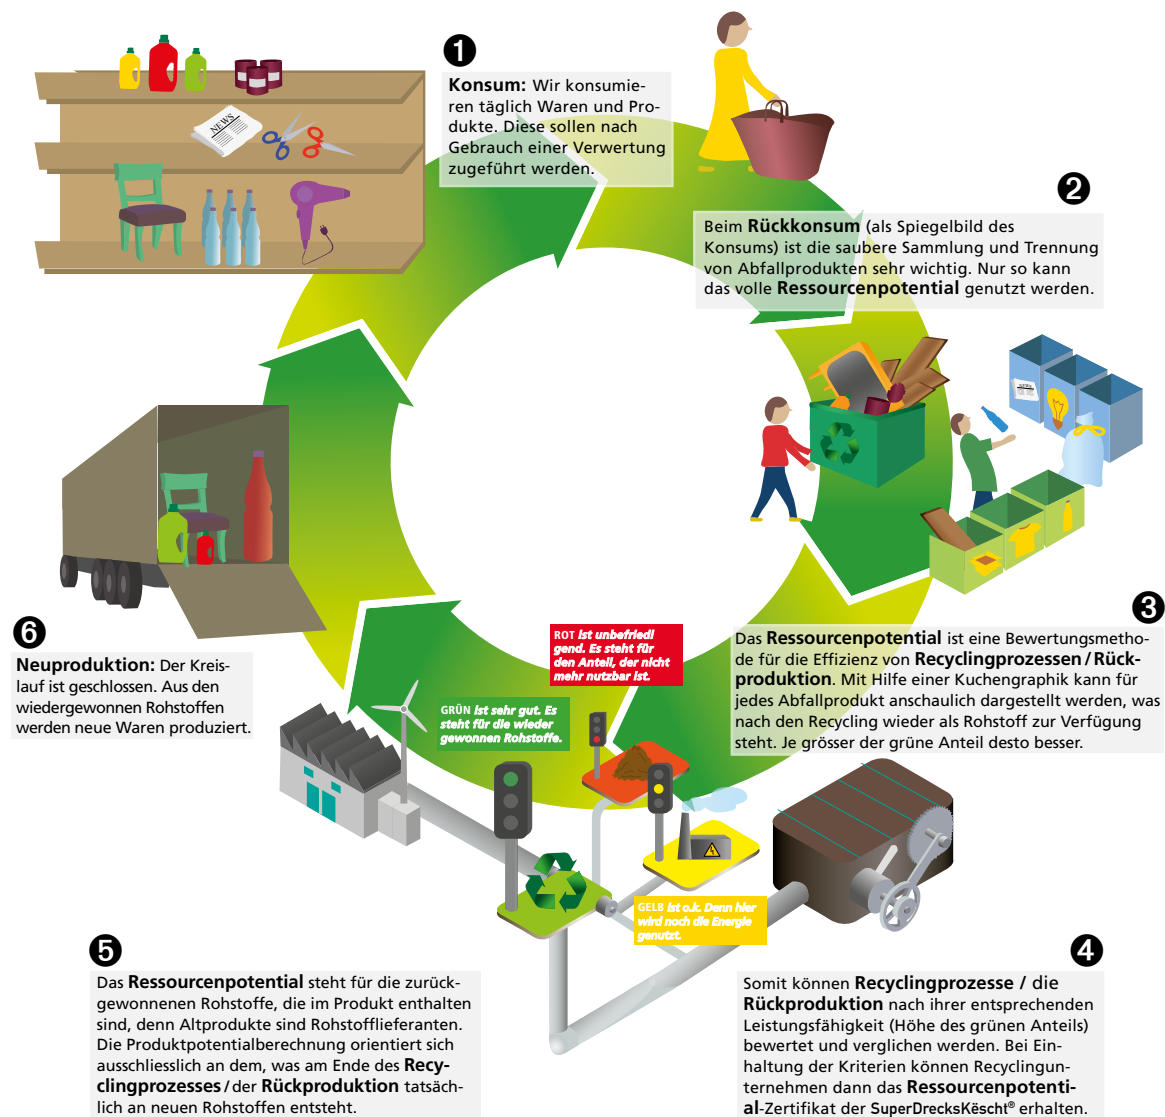 ❶
Konsum: Wir konsumie-
ren täglich Waren und Pro-
dukte. Diese sollen nach
Gebrauch einer Verwertung
zugeführt werden.
NEWS
❷
Beim Rückkonsum (als Spiegelbild des
Konsums) ist die saubere Sammlung und Trennung
von Abfallprodukten sehr wichtig. Nur so kann
das volle Ressourcenpotential genutzt werden.
NEWS
❸
Das Ressourcenpotential ist eine Bewertungsmetho-
de für die Effizienz von Recyclingprozessen / Rück-
produktion. Mit Hilfe einer Kuchengraphik kann für
jedes Abfallprodukt anschaulich dargestellt werden, was
nach den Recycling wieder als Rohstoff zur Verfügung
steht. Je grösser der grüne Anteil desto besser.
ROT ist unbefriedi
gend. Es steht für
den Anteil, der nicht
mehr nutzbar ist.
GRÜN ist sehr gut. Es
steht für die wieder
gewonnen Rohstoffe.
GELB ist o.k. Denn hier
wird noch die Energie
genutzt.
❹
Somit können Recyclingprozesse / die
Rückproduktion nach ihrer entsprechenden
Leistungsfähigkeit (Höhe des grünen Anteils)
bewertet und verglichen werden. Bei Ein-
haltung der Kriterien können Recyclingun-
ternehmen dann das Ressourcenpotenti-
al-Zertifikat der SuperDrecksKëscht® erhalten.
❺
Das Ressourcenpotential steht für die zurück-
gewonnenen Rohstoffe, die im Produkt enthalten
sind, denn Altprodukte sind Rohstofflieferanten.
Die Produktpotentialberechnung orientiert sich
ausschliesslich an dem, was am Ende des Recy-
clingprozesses / der Rückproduktion tatsäch-
lich an neuen Rohstoffen entsteht.
❻
Neuproduktion: Der Kreis-
lauf ist geschlossen. Aus den
wiedergewonnen Rohstoffen
werden neue Waren produziert.